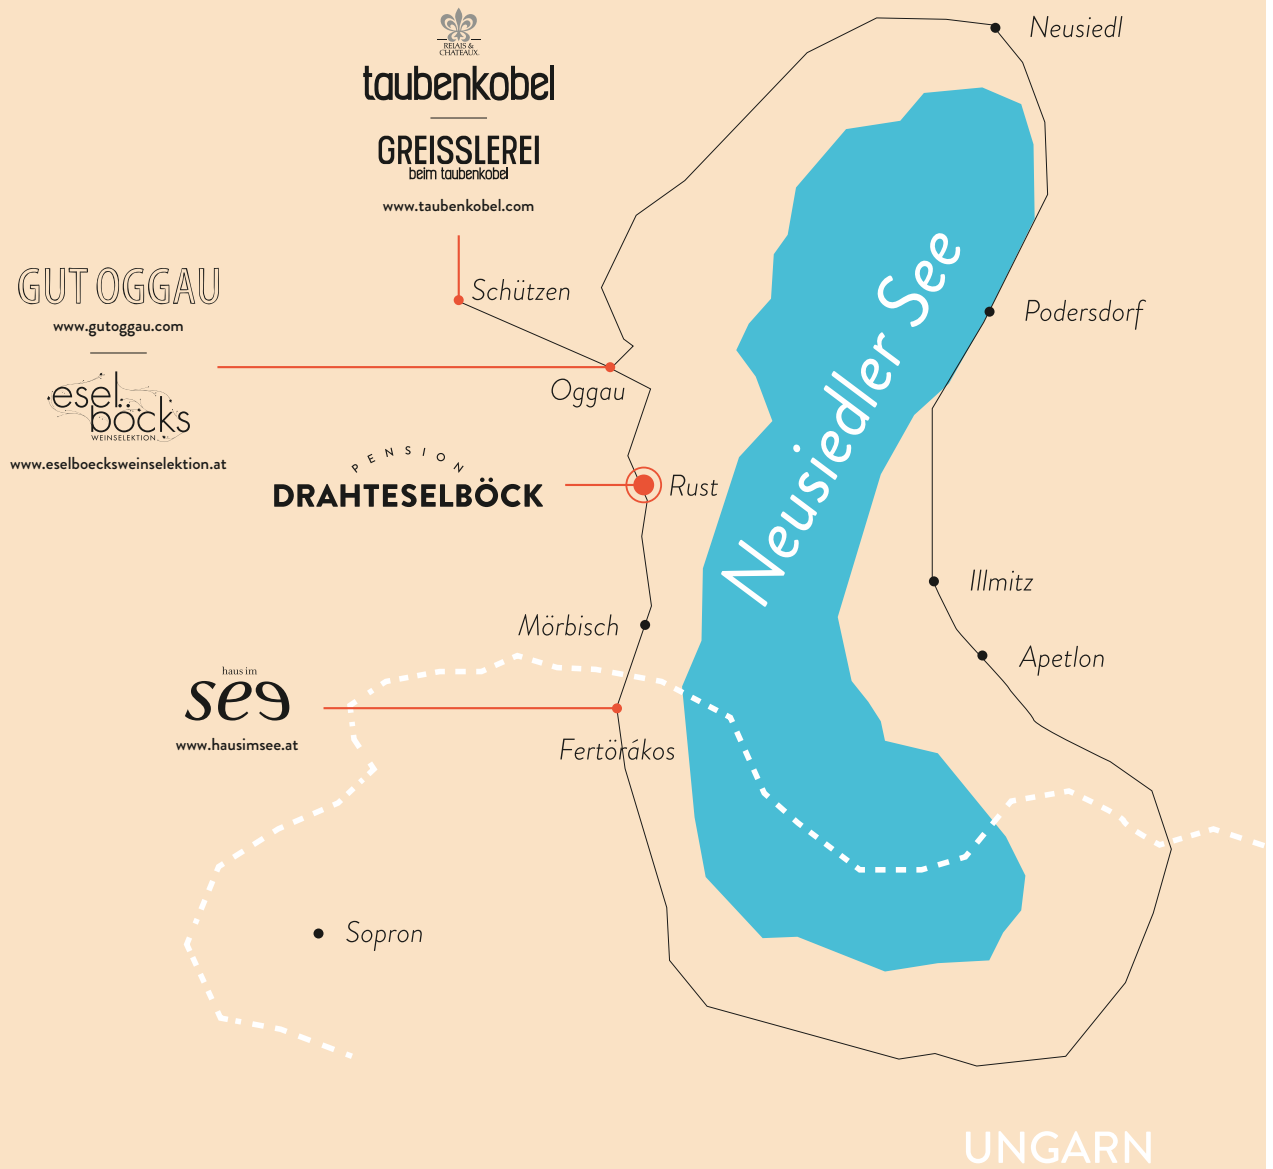 Neusiedl
RELAIS &
CHATEAUX.
taubenkobel
GREISSLEREI
beim taubenkobel
www.taubenkobel.com
GUT OGGAU
www.gutoggau.com
esel
böcks
WEINSELEKTION
www.eselboecksweinselektion.at
Schützen
Oggau
Podersdorf
Neusiedler See
PENSION
DRAHTESELBÖCK
Rust
Illmitz
Mörbisch
Apetlon
haus im
see
www.hausimsee.at
Fertörákos
Sopron
UNGARN